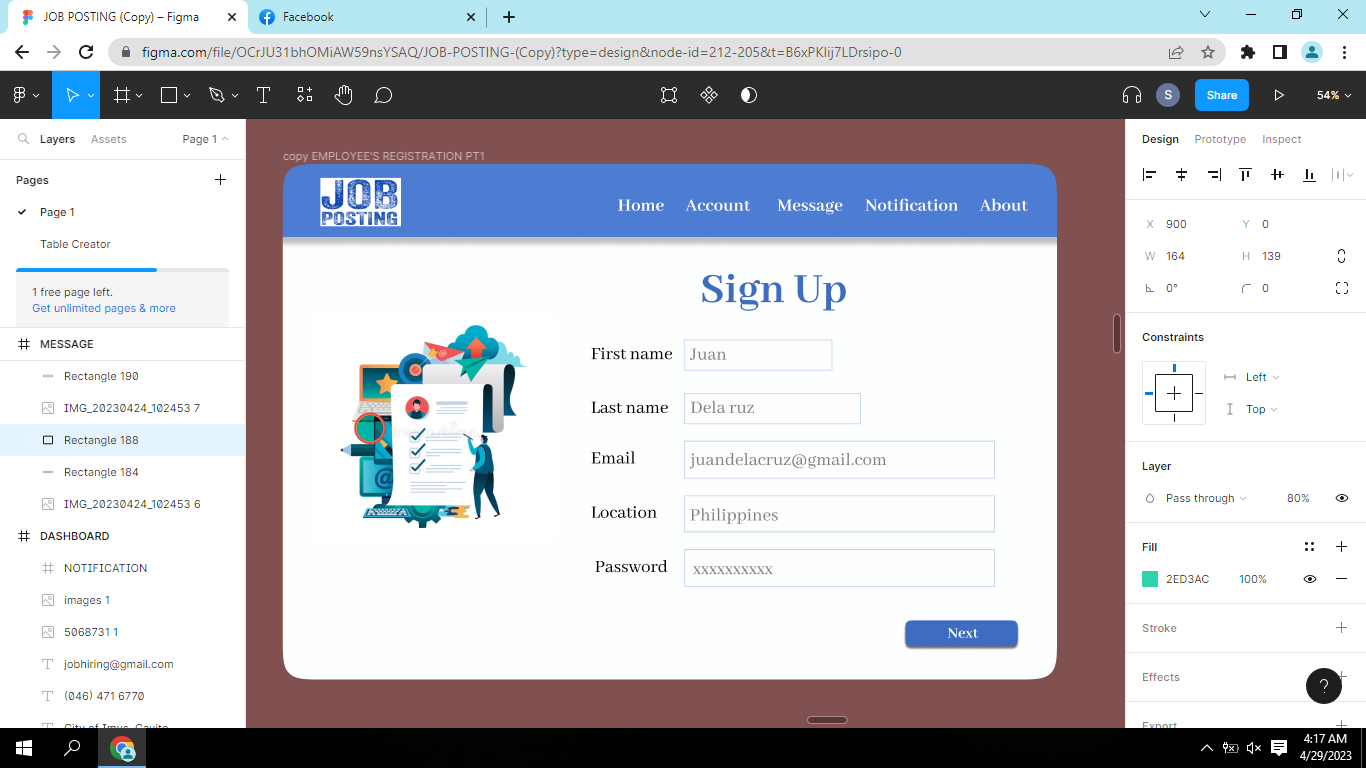 JOB POSTING (Copy) – Figma
Facebook
figma.com/file/OCrJU31bhOMiAW59nsYSAQ/JOB-POSTING-(Copy)?type=design&node-id=212-205&t=B6xPKlij7LDrsipo-0
S
Share
54%
Layers
Assets
Page 1
Pages
Page 1
Table Creator
1 free page left.
Get unlimited pages & more
MESSAGE
Rectangle 190
IMG_20230424_102453 7
Rectangle 188
Rectangle 184
IMG_20230424_102453 6
DASHBOARD
NOTIFICATION
images 1
5068731 1
jobhiring@gmail.com
(046) 471 6770
City of Imus, Cavite
copy EMPLOYEE'S REGISTRATION PT1
JOB
POSTING
Home
Account
Message
Notification
About
Sign Up
First name
Juan
Last name
Dela ruz
Email
juandelacruz@gmail.com
Location
Philippines
Password
xxxxxxxxxx
Next
Design
Prototype
Inspect
X 900
Y 0
W 164
H 139
0°
0
Constraints
Left
Top
Layer
Pass through
80%
Fill
2ED3AC
100%
Stroke
Effects
?
Export
4:17 AM
4/29/2023